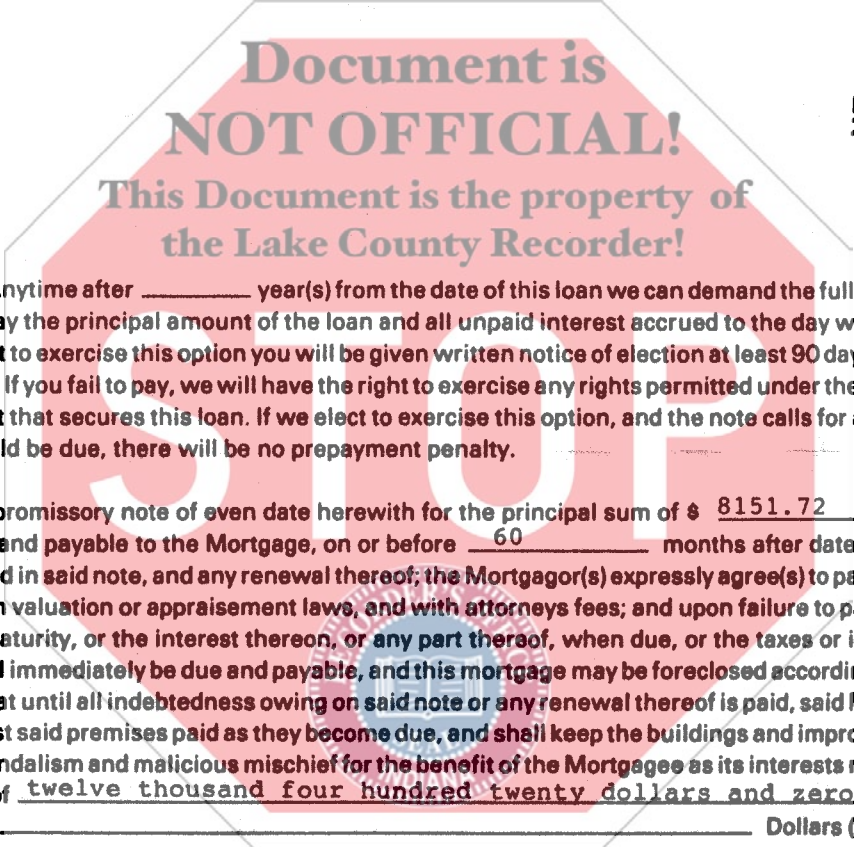 Document is
NOT OFFICIAL!
This Document is the property of
the Lake County Recorder!
STOP
nytime after ________ year(s) from the date of this loan we can demand the full
y the principal amount of the loan and all unpaid interest accrued to the day w
t to exercise this option you will be given written notice of election at least 90 day
If you fail to pay, we will have the right to exercise any rights permitted under the
t that secures this loan. If we elect to exercise this option, and the note calls for a
ld be due, there will be no prepayment penalty.
romissory note of even date herewith for the principal sum of $ 8151.72
and payable to the Mortgage, on or before 60 months after date
d in said note, and any renewal thereof; the Mortgagor(s) expressly agree(s) to pa
n valuation or appraisement laws, and with attorneys fees; and upon failure to p
aturity, or the interest thereon, or any part thereof, when due, or the taxes or i
l immediately be due and payable, and this mortgage may be foreclosed accordin
at until all indebtedness owing on said note or any renewal thereof is paid, said
st said premises paid as they become due, and shall keep the buildings and impro
ndalism and malicious mischief for the benefit of the Mortgagee as its interests
f twelve thousand four hundred twenty dollars and zero
Dollars (
INDIANA